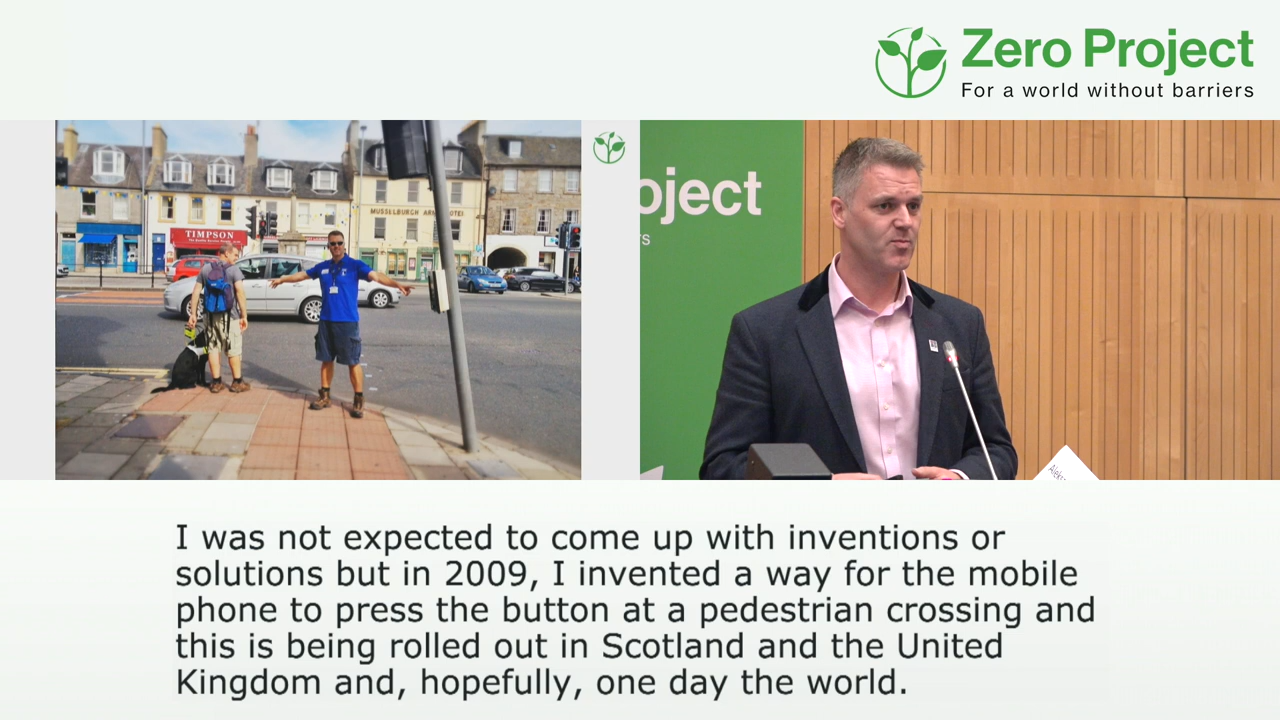 Zero Project
For a world without barriers
TIMPSON
MUSSELBURGH ARMS HOTEL
oject
rs
Aleks
I was not expected to come up with inventions or
solutions but in 2009, I invented a way for the mobile
phone to press the button at a pedestrian crossing and
this is being rolled out in Scotland and the United
Kingdom and, hopefully, one day the world.